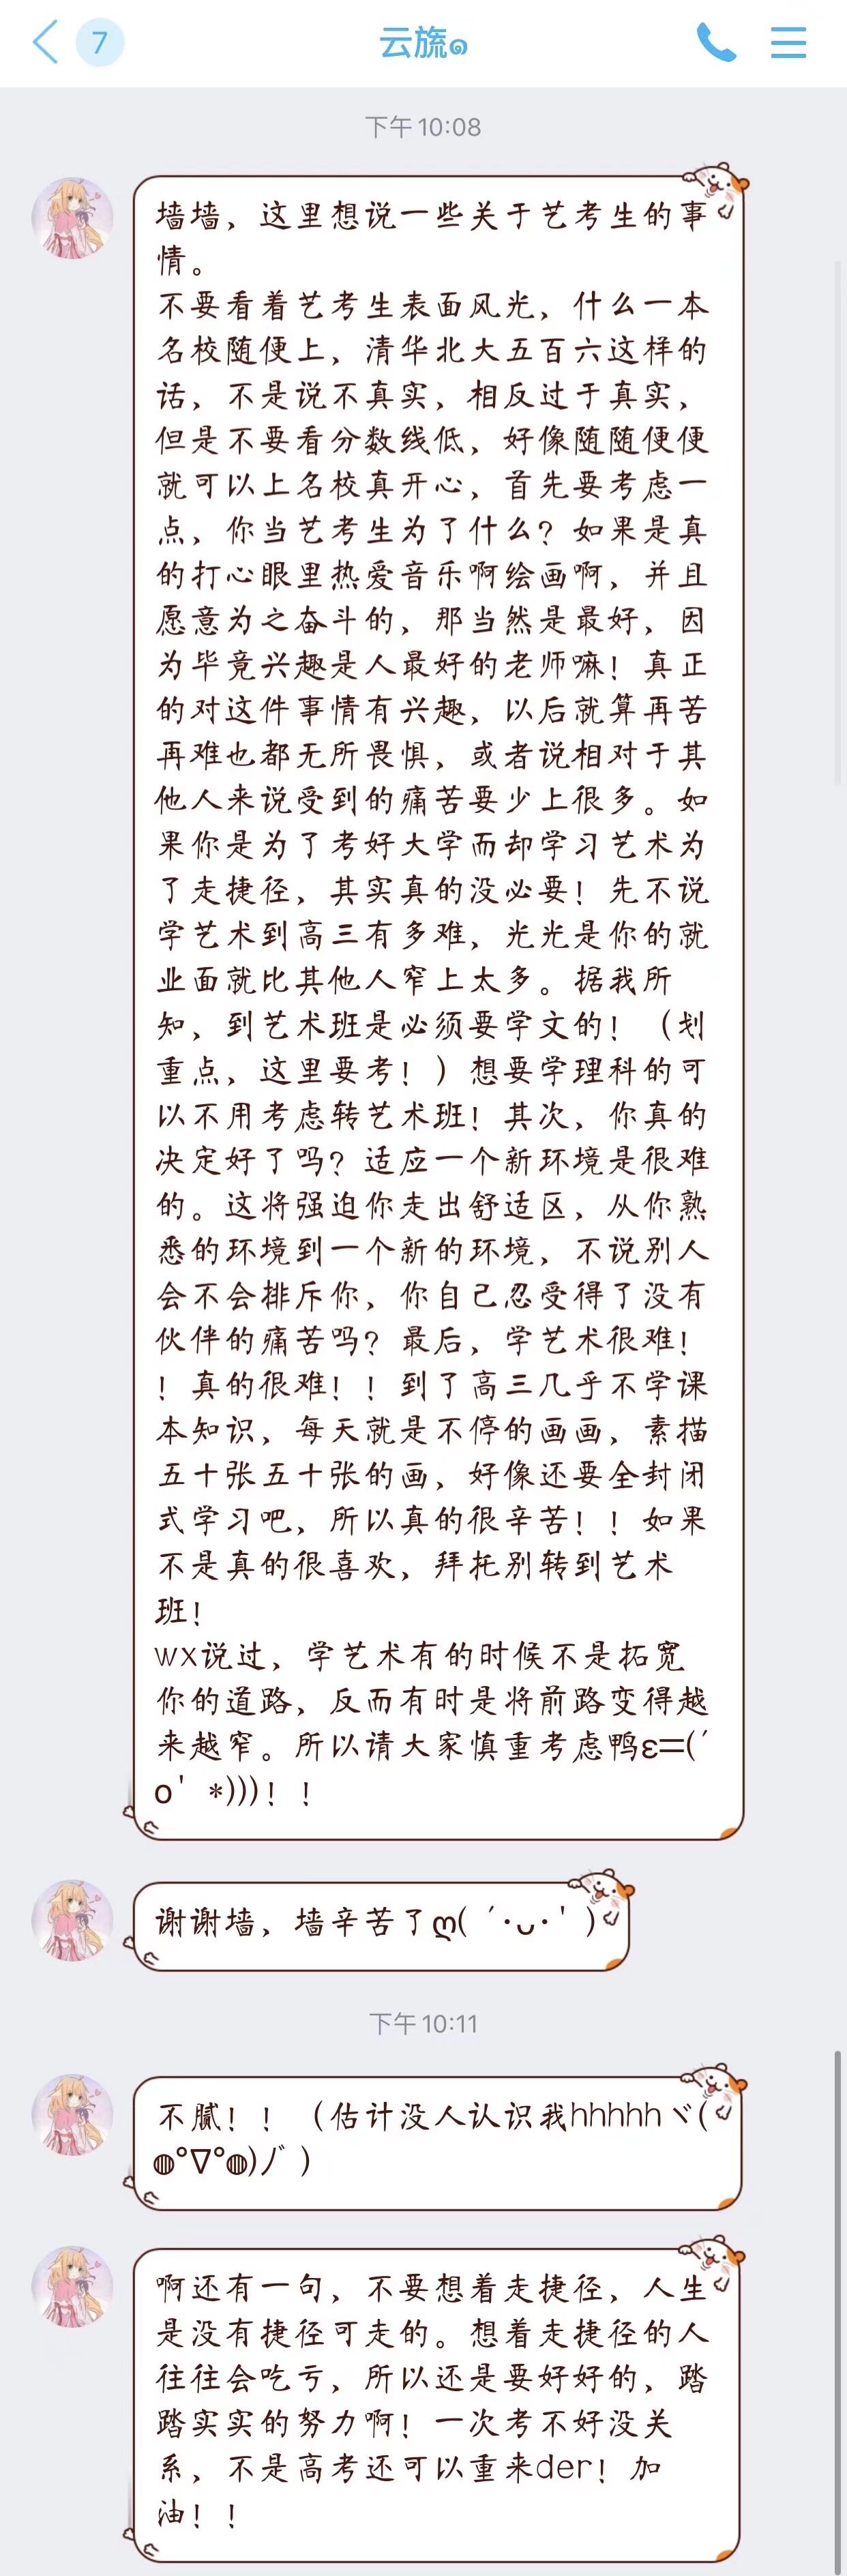 7
云旒๑
下午10:08
墙墙，这里想说一些关于艺考生的事
情。
不要看着艺考生表面风光，什么一本
名校随便上，清华北大五百六这样的
话，不是说不真实，相反过于真实，
但是不要看分数线低，好像随随便便
就可以上名校真开心，首先要考虑一
点，你当艺考生为了什么？如果是真
的打心眼里热爱音乐啊绘画啊，并且
愿意为之奋斗的，那当然是最好，因
为毕竟兴趣是人最好的老师嘛！真正
的对这件事情有兴趣，以后就算再苦
再难也都无所畏惧，或者说相对于其
他人来说受到的痛苦要少上很多。如
果你是为了考好大学而却学习艺术为
了走捷径，其实真的没必要！先不说
学艺术到高三有多难，光光是你的就
业面就比其他人窄上太多。据我所
知，到艺术班是必须要学文的！（划
重点，这里要考！）想要学理科的可
以不用考虑转艺术班！其次，你真的
决定好了吗？适应一个新环境是很难
的。这将强迫你走出舒适区，从你熟
悉的环境到一个新的环境，不说别人
会不会排斥你，你自己忍受得了没有
伙伴的痛苦吗？最后，学艺术很难！
！真的很难！！到了高三几乎不学课
本知识，每天就是不停的画画，素描
五十张五十张的画，好像还要全封闭
式学习吧，所以真的很辛苦！！如果
不是真的很喜欢，拜托别转到艺术
班！
wx说过，学艺术有的时候不是拓宽
你的道路，反而有时是将前路变得越
来越窄。所以请大家慎重考虑鸭ε=(´
ο｀*)))！！
谢谢墙，墙辛苦了ღ( ´･ᴗ･` )
下午10:11
不腻！！（估计没人认识我hhhhhヾ(
◍°∇°◍)ﾉﾞ）
啊还有一句，不要想着走捷径，人生
是没有捷径可走的。想着走捷径的人
往往会吃亏，所以还是要好好的，踏
踏实实的努力啊！一次考不好没关
系，不是高考还可以重来der！加
油！！